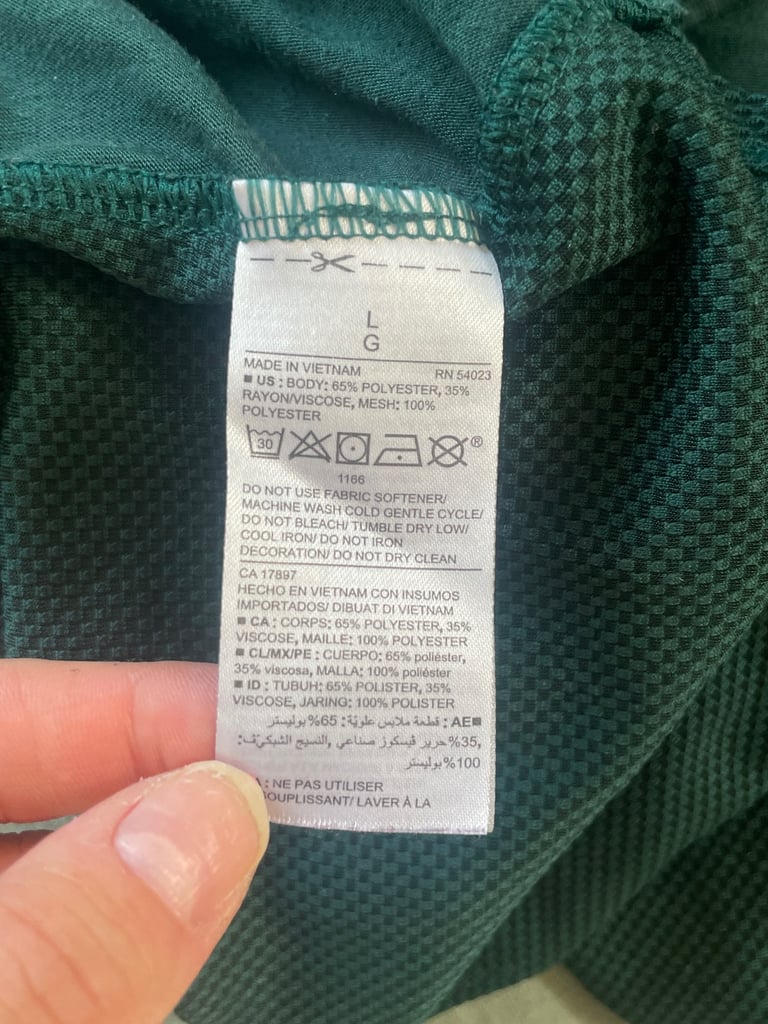 L
G
MADE IN VIETNAM RN 54023
■ US : BODY: 65% POLYESTER, 35%
RAYON/VISCOSE, MESH: 100%
POLYESTER
30
®
1166
DO NOT USE FABRIC SOFTENER/
MACHINE WASH COLD GENTLE CYCLE/
DO NOT BLEACH/ TUMBLE DRY LOW/
COOL IRON/ DO NOT IRON
DECORATION/ DO NOT DRY CLEAN
CA 17897
HECHO EN VIETNAM CON INSUMOS
IMPORTADOS/ DIBUAT DI VIETNAM
■ CA : CORPS: 65% POLYESTER, 35%
VISCOSE, MAILLE: 100% POLYESTER
■ CL/MX/PE : CUERPO: 65% poliéster,
35% viscosa, MALLA: 100% poliéster
■ ID : TUBUH: 65% POLISTER, 35%
VISCOSE, JARING: 100% POLISTER
■AE: قطعة ملابس علويّة: 65% بوليستر
,35% حرير ڤيسكوز صناعي ,النسيج الشبكيّ:
100% بوليستر
: NE PAS UTILISER
LAVER À LA